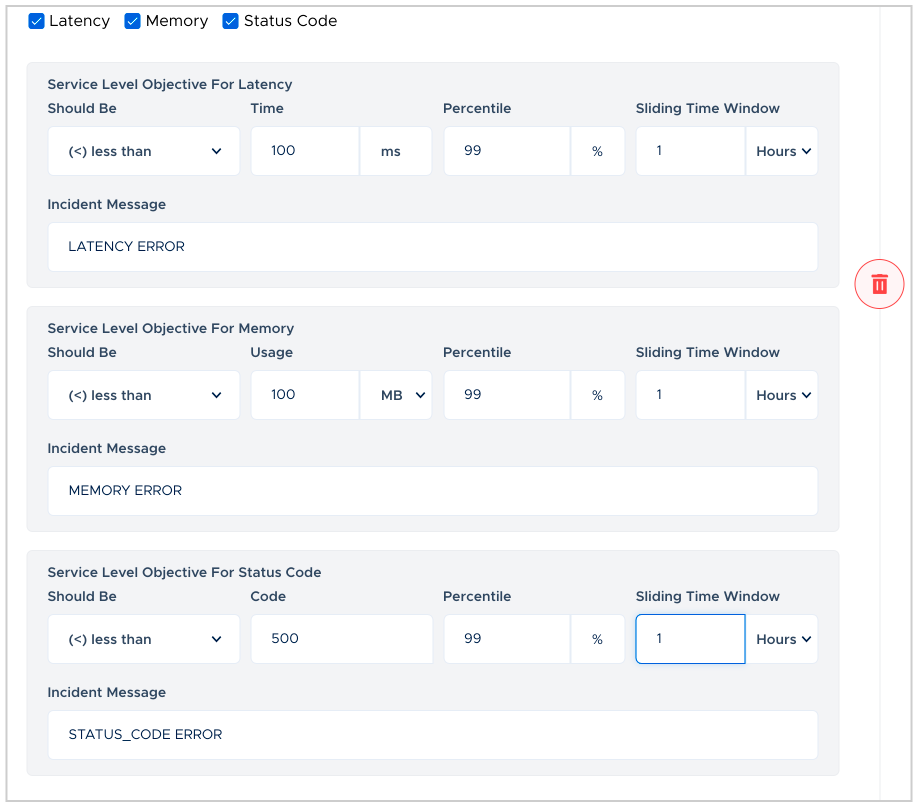 Latency Memory Status Code
Service Level Objective For Latency
Should Be Time Percentile Sliding Time Window
(<) less than 100 ms 99 % 1 Hours
Incident Message
LATENCY ERROR
Service Level Objective For Memory
Should Be Usage Percentile Sliding Time Window
(<) less than 100 MB 99 % 1 Hours
Incident Message
MEMORY ERROR
Service Level Objective For Status Code
Should Be Code Percentile Sliding Time Window
(<) less than 500 99 % 1 Hours
Incident Message
STATUS_CODE ERROR